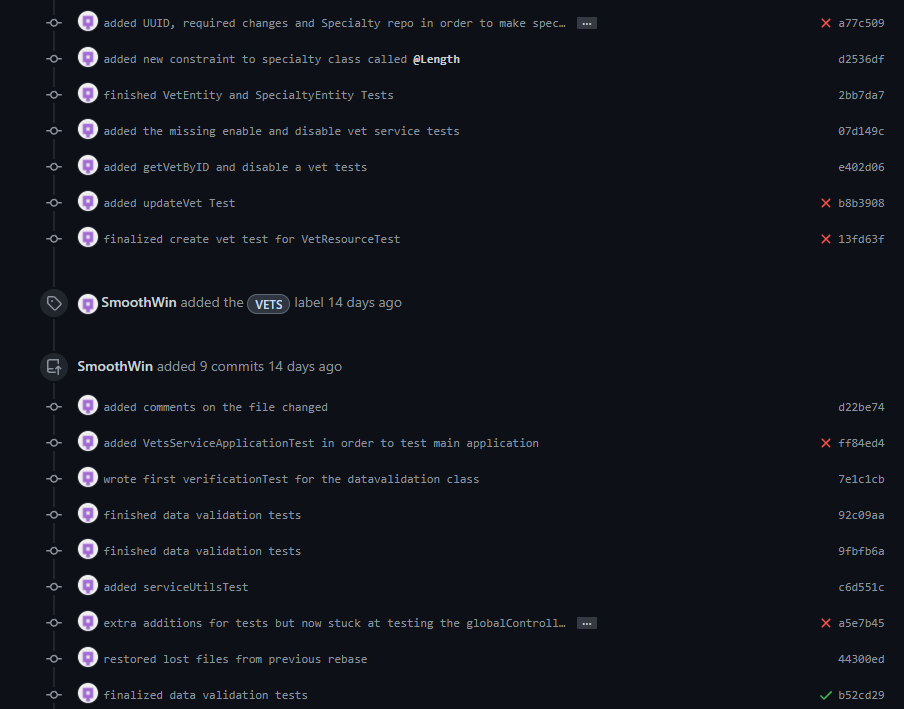 added UUID, required changes and Specialty repo in order to make spec… … a77c509
added new constraint to specialty class called @Length d2536df
finished VetEntity and SpecialtyEntity Tests 2bb7da7
added the missing enable and disable vet service tests 07d149c
added getVetByID and disable a vet tests e402d06
added updateVet Test b8b3908
finalized create vet test for VetResourceTest 13fd63f
SmoothWin added the VETS label 14 days ago
SmoothWin added 9 commits 14 days ago
added comments on the file changed d22be74
added VetsServiceApplicationTest in order to test main application ff84ed4
wrote first verificationTest for the datavalidation class 7e1c1cb
finished data validation tests 92c09aa
finished data validation tests 9fbfb6a
added serviceUtilsTest c6d551c
extra additions for tests but now stuck at testing the globalControll… … a5e7b45
restored lost files from previous rebase 44300ed
finalized data validation tests b52cd29